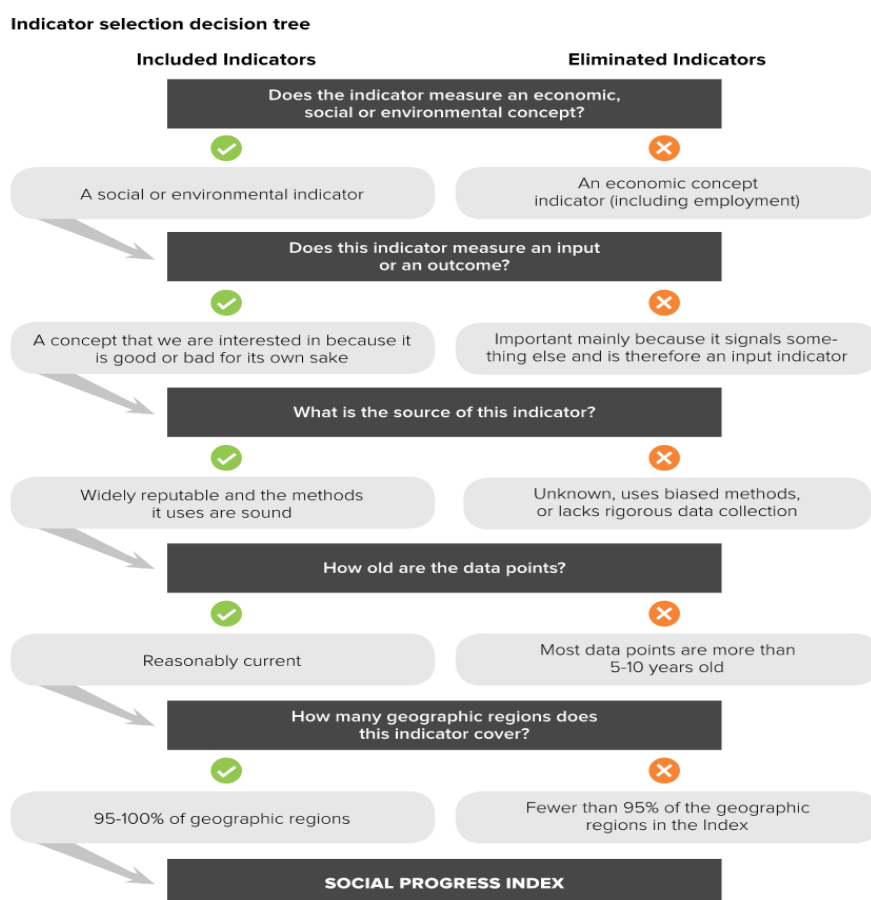 Indicator selection decision tree
Included Indicators
Eliminated Indicators
Does the indicator measure an economic,
social or environmental concept?
A social or environmental indicator
An economic concept
indicator (including employment)
Does this indicator measure an input
or an outcome?
A concept that we are interested in because it
is good or bad for its own sake
Important mainly because it signals some-
thing else and is therefore an input indicator
What is the source of this indicator?
Widely reputable and the methods
it uses are sound
Unknown, uses biased methods,
or lacks rigorous data collection
How old are the data points?
Reasonably current
Most data points are more than
5-10 years old
How many geographic regions does
this indicator cover?
95-100% of geographic regions
Fewer than 95% of the geographic
regions in the Index
SOCIAL PROGRESS INDEX